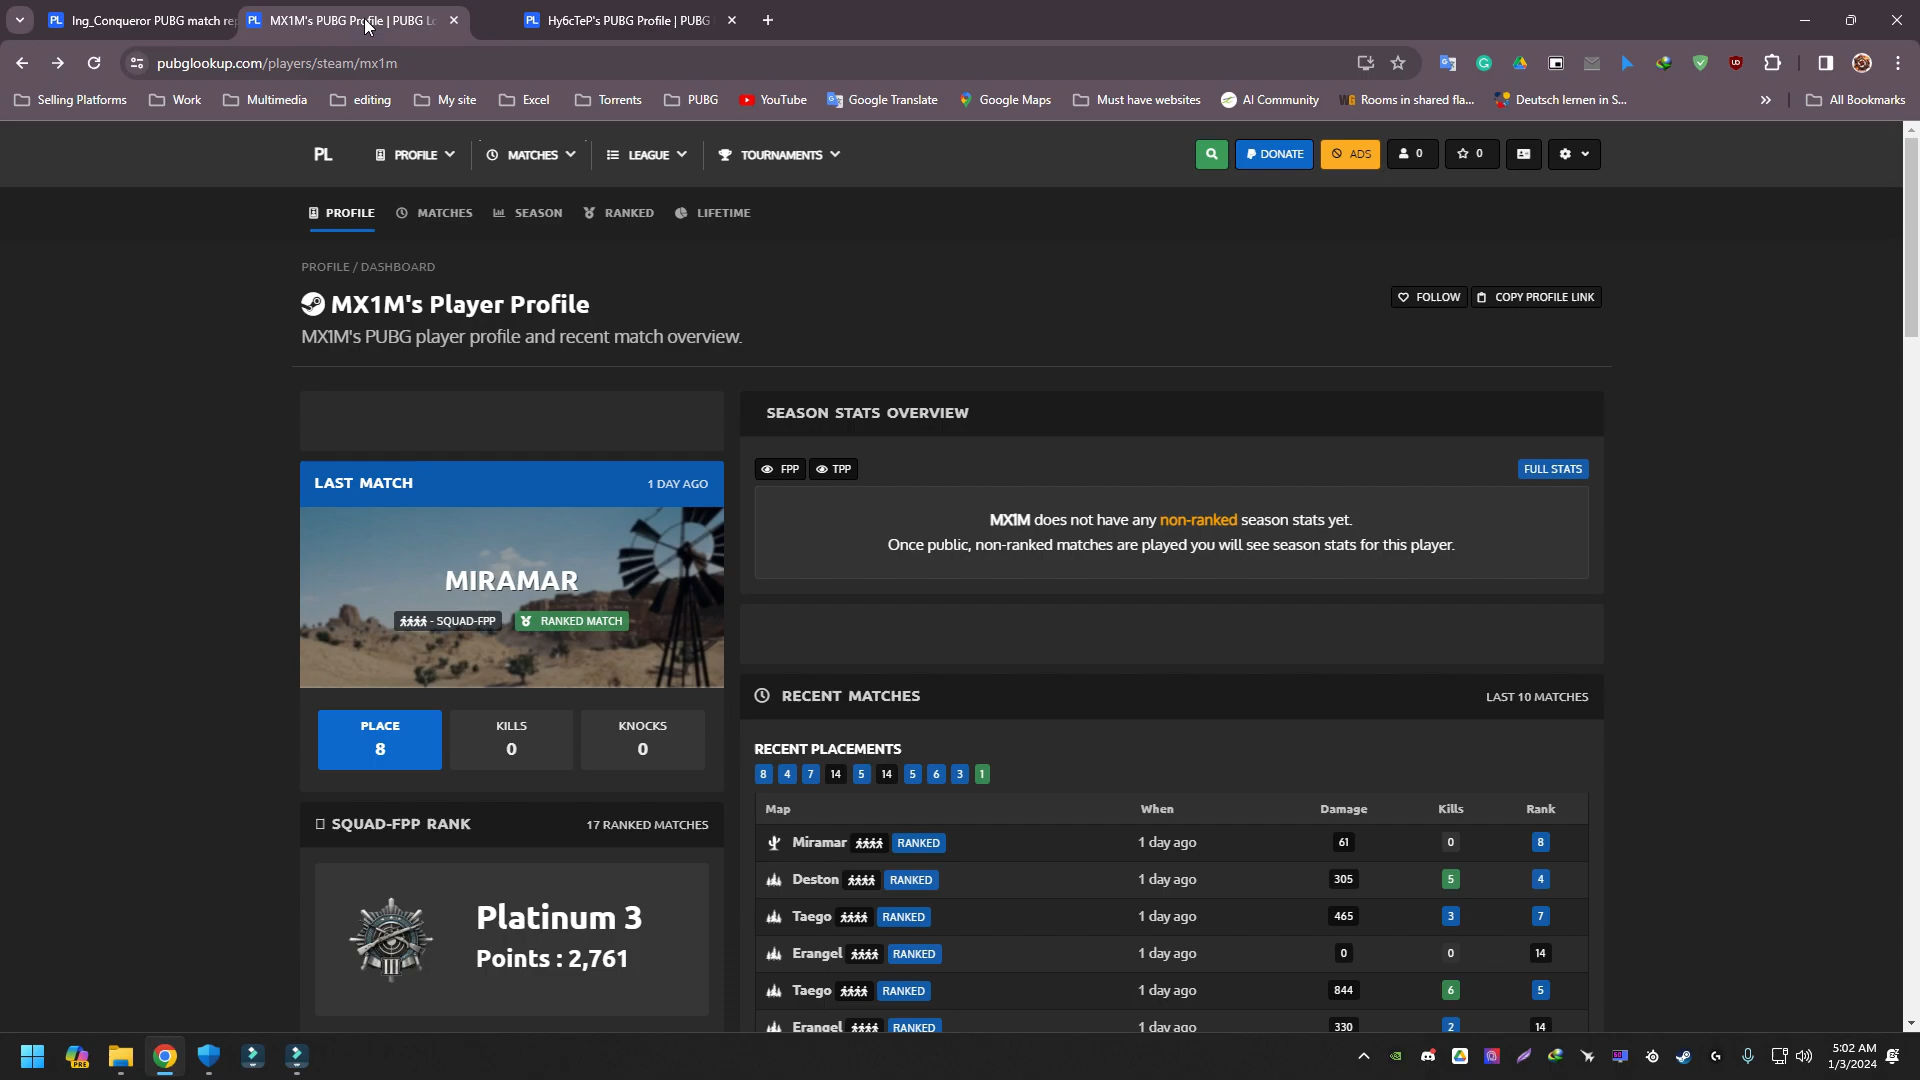 Ing_Conqueror PUBG match re
MX1M's PUBG Profile | PUBG Lo
Hy6cTeP's PUBG Profile | PUBG
pubglookup.com/players/steam/mx1m
Selling Platforms
Work
Multimedia
editing
My site
Excel
Torrents
PUBG
YouTube
Google Translate
Google Maps
Must have websites
AI Community
Rooms in shared fla...
Deutsch lernen in S...
All Bookmarks
PL
PROFILE
MATCHES
LEAGUE
TOURNAMENTS
DONATE
ADS
0
0
PROFILE
MATCHES
SEASON
RANKED
LIFETIME
PROFILE / DASHBOARD
MX1M's Player Profile
MX1M's PUBG player profile and recent match overview.
FOLLOW
COPY PROFILE LINK
LAST MATCH
1 DAY AGO
MIRAMAR
- SQUAD-FPP
RANKED MATCH
PLACE
8
KILLS
0
KNOCKS
0
SQUAD-FPP RANK
17 RANKED MATCHES
Platinum 3
Points : 2,761
SEASON STATS OVERVIEW
FPP
TPP
FULL STATS
MX1M does not have any non-ranked season stats yet.
Once public, non-ranked matches are played you will see season stats for this player.
RECENT MATCHES
LAST 10 MATCHES
RECENT PLACEMENTS
8 4 7 14 5 14 5 6 3 1
Map When Damage Kills Rank
Miramar RANKED 1 day ago 61 0 8
Deston RANKED 1 day ago 305 5 4
Taego RANKED 1 day ago 465 3 7
Erangel RANKED 1 day ago 0 0 14
Taego RANKED 1 day ago 844 6 5
Erangel RANKED 1 day ago 330 2 14
5:02 AM
1/3/2024